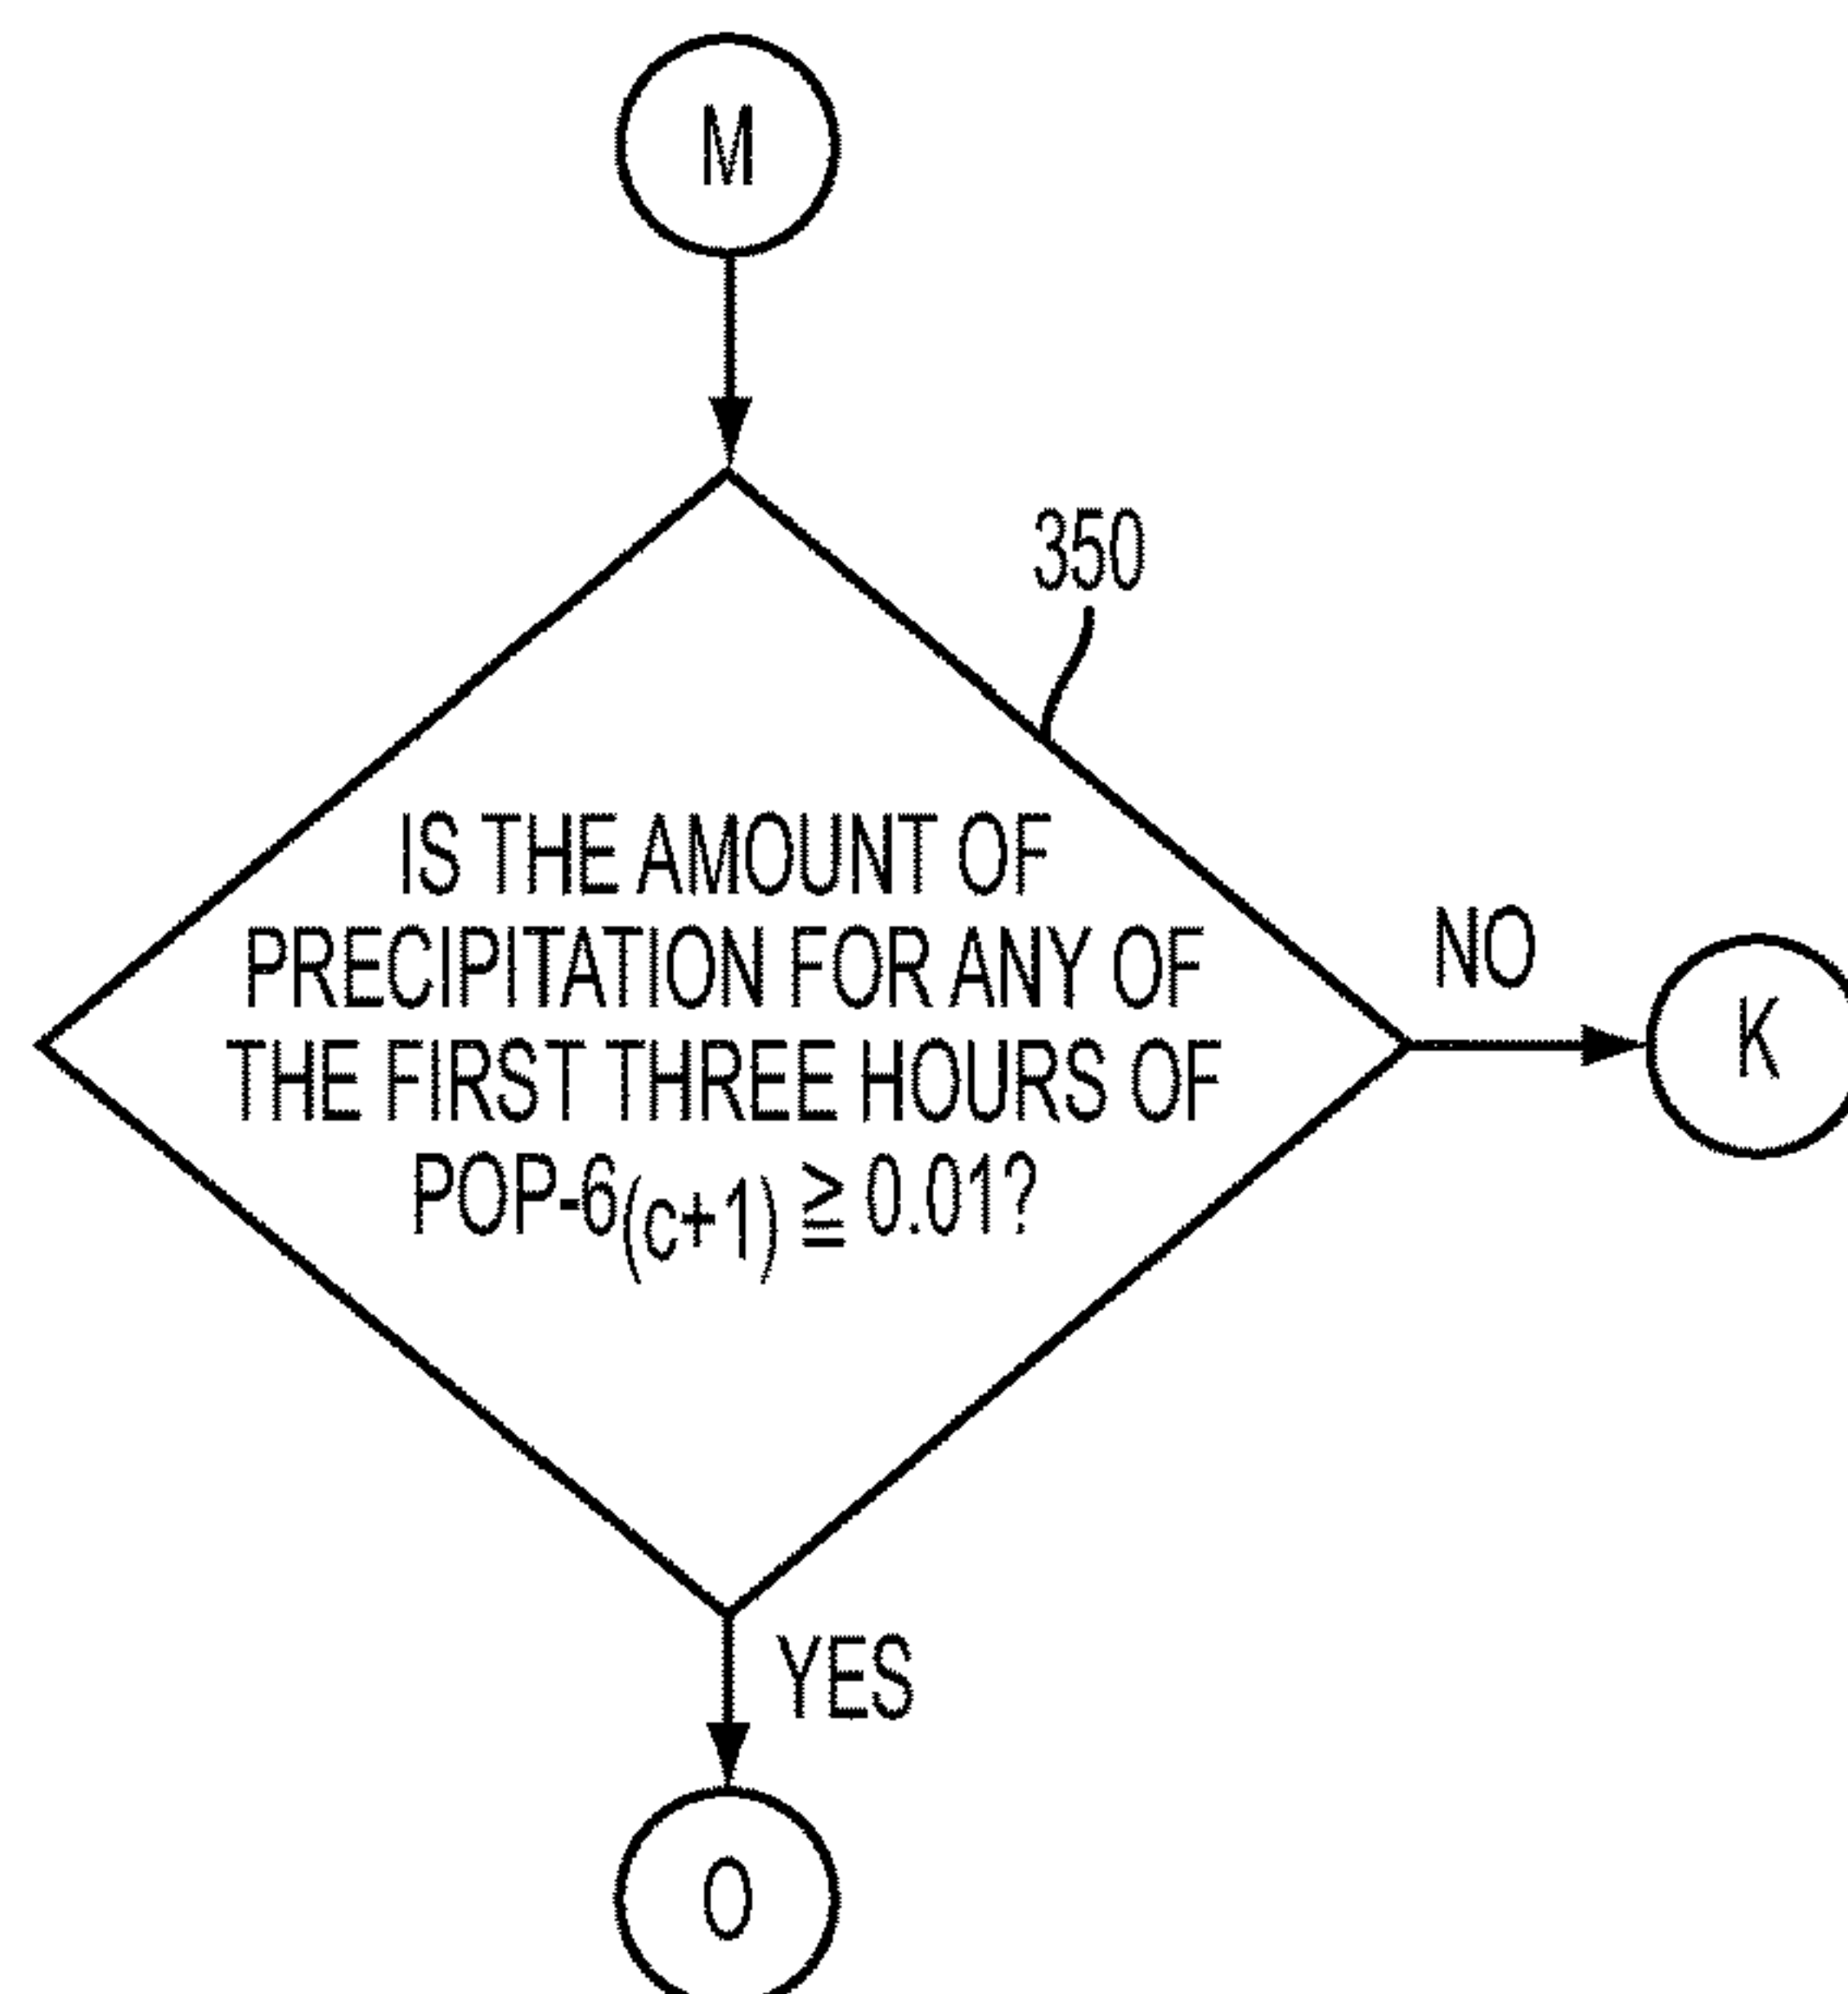 M
350
IS THE AMOUNT OF
PRECIPITATION FOR ANY OF
THE FIRST THREE HOURS OF
POP-6(c+1) ≧ 0.01?
NO
K
YES
O